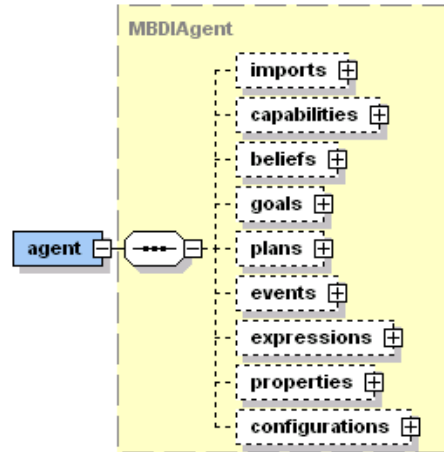 MBDIAgent
imports
capabilities
beliefs
goals
agent
plans
events
expressions
properties
configurations